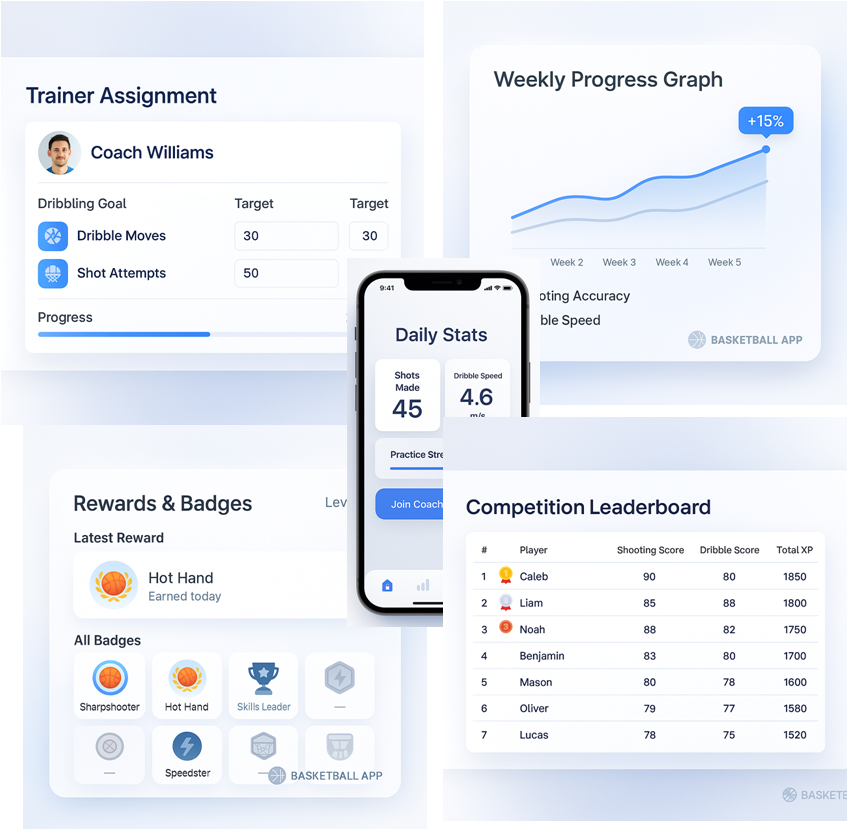 Trainer Assignment
Coach Williams
Dribbling Goal Target Target
Dribble Moves 30 30
Shot Attempts 50
Progress
Weekly Progress Graph
+15%
Week 2 Week 3 Week 4 Week 5
oting Accuracy
ble Speed
BASKETBALL APP
9:41
Daily Stats
Shots
Made
45
Dribble Speed
4.6
m/s
Practice Stre
Join Coach
Rewards & Badges Lev
Latest Reward
Hot Hand
Earned today
All Badges
Sharpshooter Hot Hand Skills Leader —
— Speedster —
BASKETBALL APP
Competition Leaderboard
# Player Shooting Score Dribble Score Total XP
1 Caleb 90 80 1850
2 Liam 85 88 1800
3 3 Noah 88 82 1750
4 Benjamin 83 80 1700
5 Mason 80 78 1600
6 Oliver 79 77 1580
7 Lucas 78 75 1520
BASKETB